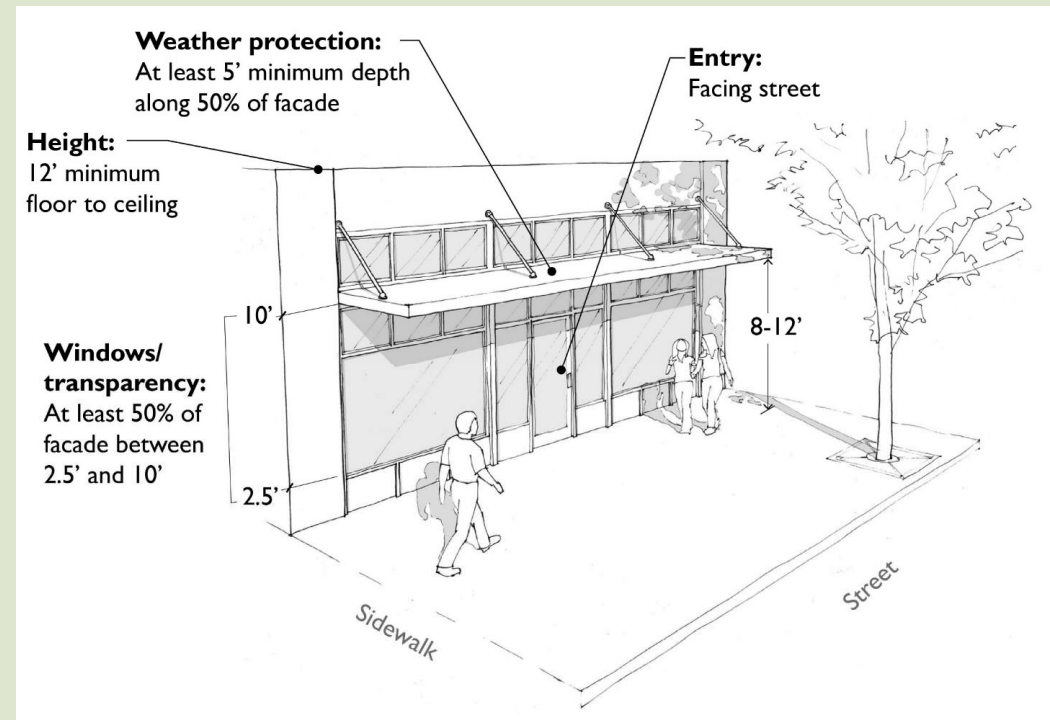 Weather protection:
At least 5’ minimum depth
along 50% of facade
Entry:
Facing street
Height:
12’ minimum
floor to ceiling
10’
8-12’
Windows/
transparency:
At least 50% of
facade between
2.5’ and 10’
2.5’
Sidewalk
Street